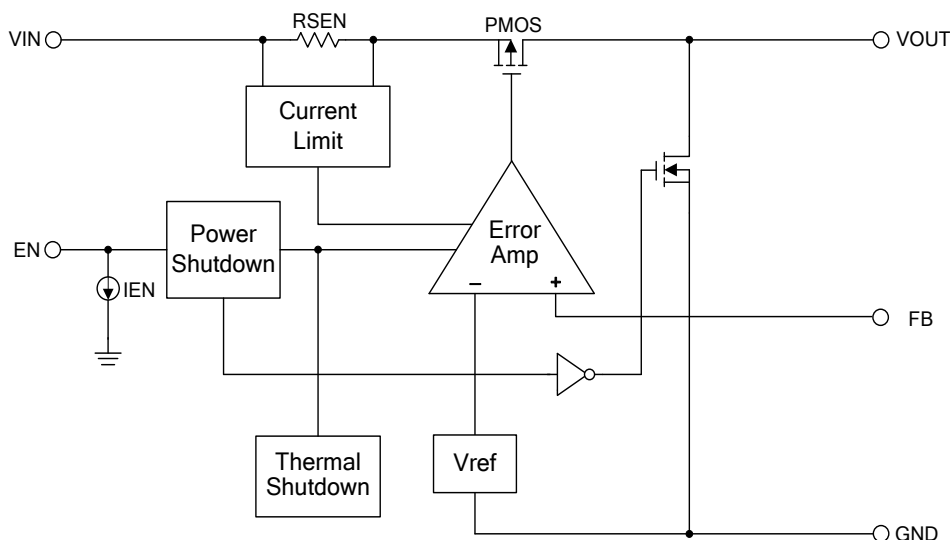 RSEN
PMOS
VIN
VOUT
Current
Limit
Power
Shutdown
EN
IEN
Error
Amp
–
+
FB
Thermal
Shutdown
Vref
GND